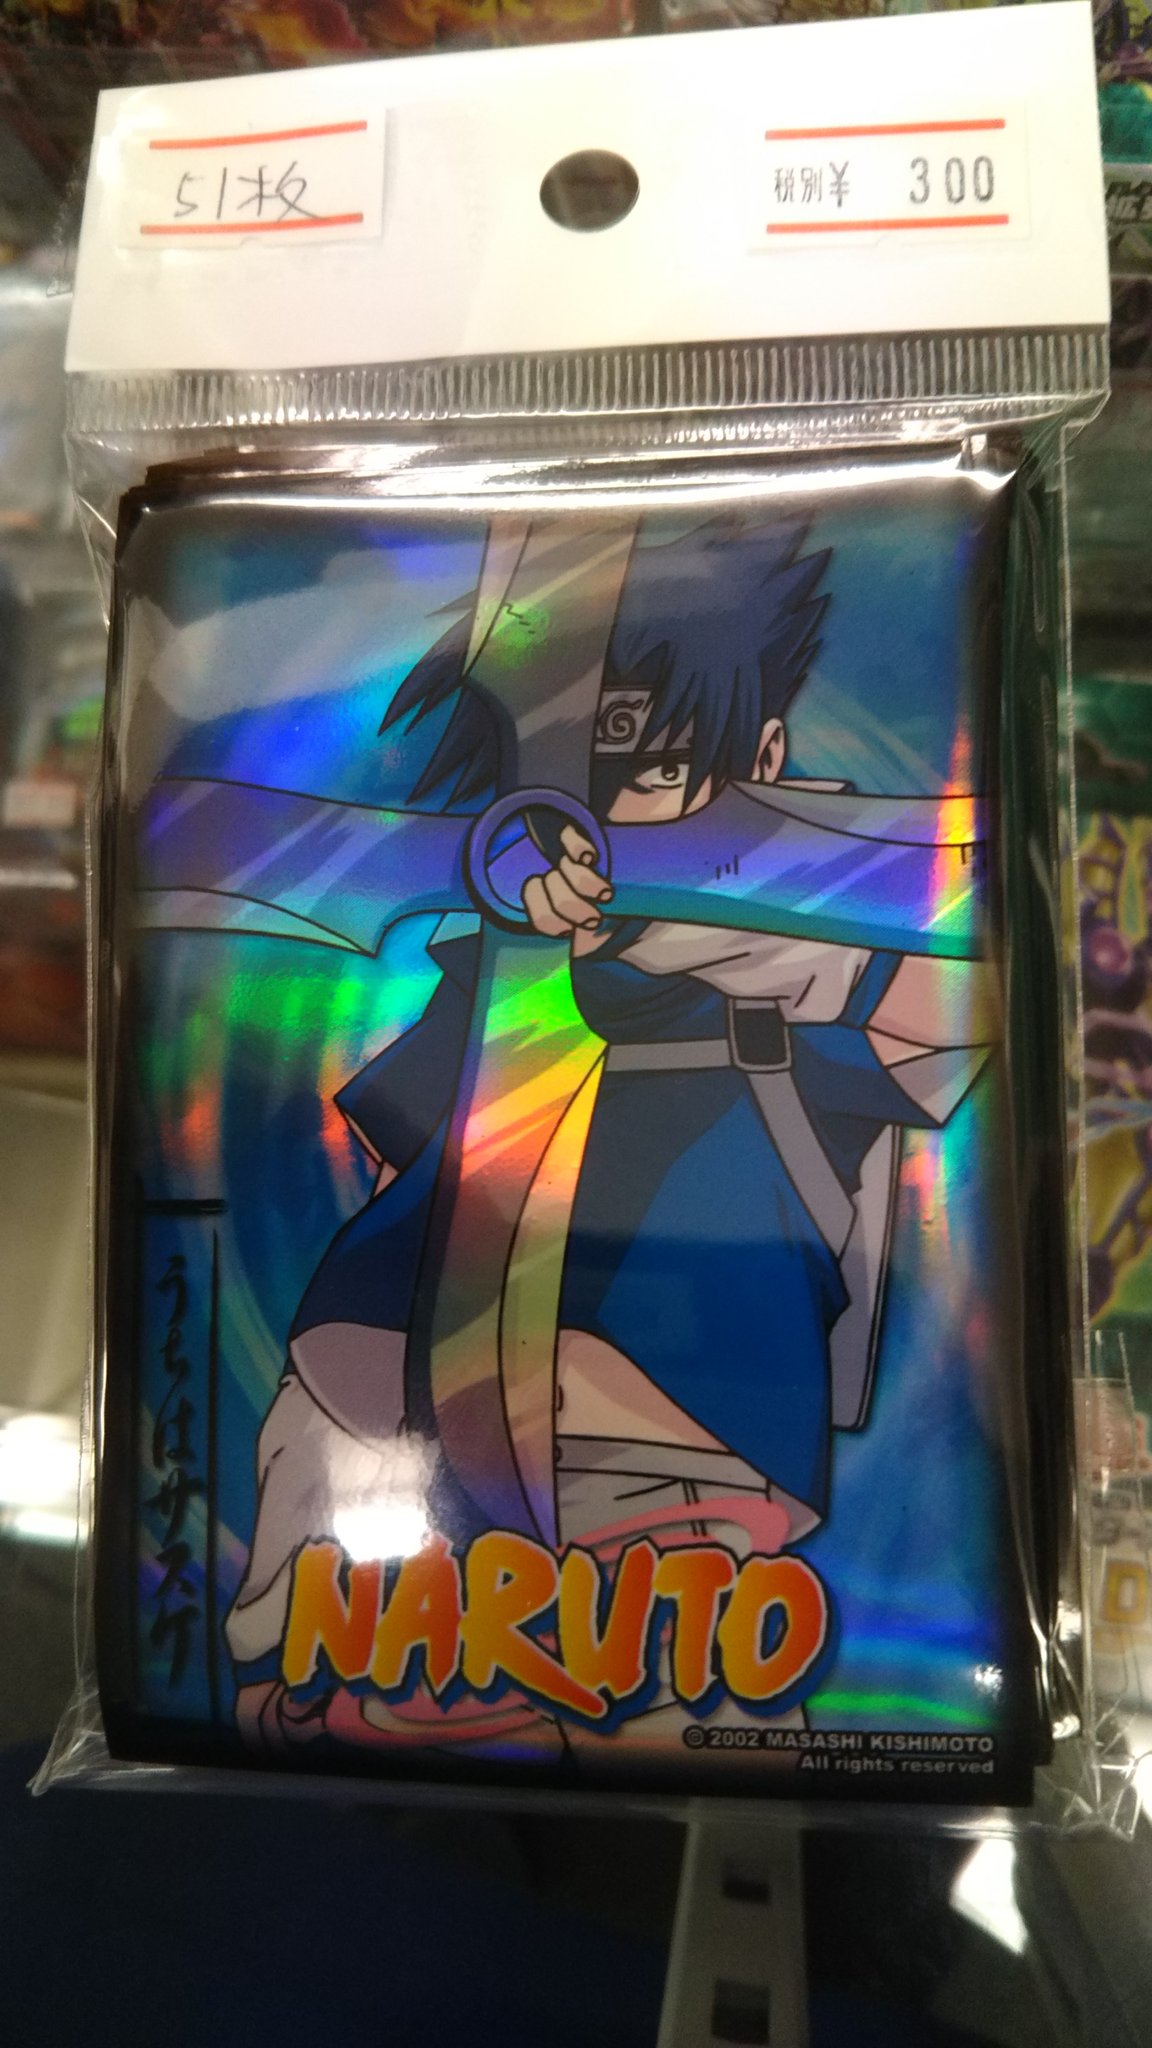 51枚
税別¥ 300
うちはサスケ
NARUTO
© 2002 MASASHI KISHIMOTO
All rights reserved